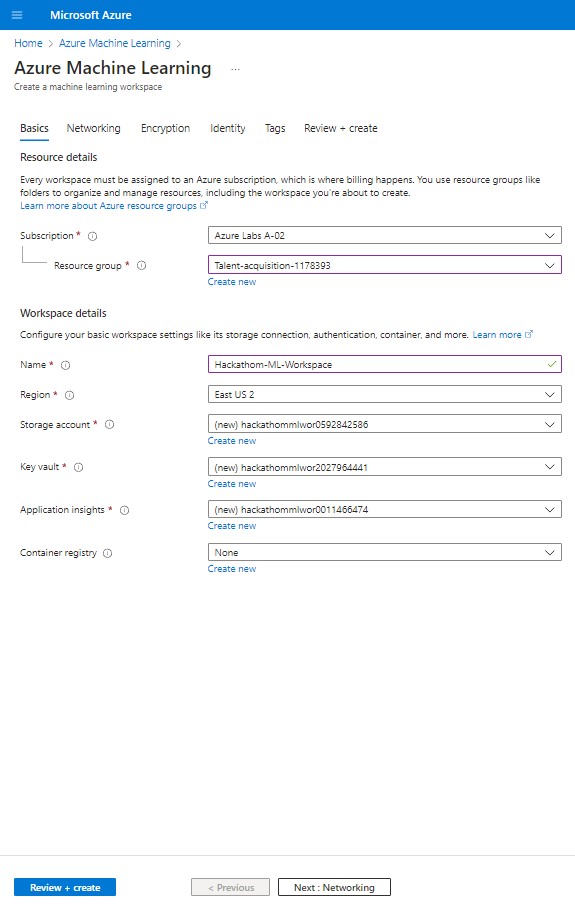 Microsoft Azure
Home > Azure Machine Learning >
Azure Machine Learning ...
Create a machine learning workspace
Basics Networking Encryption Identity Tags Review + create
Resource details
Every workspace must be assigned to an Azure subscription, which is where billing happens. You use resource groups like
folders to organize and manage resources, including the workspace you're about to create.
Learn more about Azure resource groups
Subscription * Azure Labs A-02
Resource group * Talent-acquisition-1178393
Create new
Workspace details
Configure your basic workspace settings like its storage connection, authentication, container, and more. Learn more
Name * Hackathom-ML-Workspace
Region * East US 2
Storage account * (new) hackathommlwor0592842586
Create new
Key vault * (new) hackathommlwor2027964441
Create new
Application insights * (new) hackathommlwor0011466474
Create new
Container registry None
Create new
Review + create < Previous Next : Networking